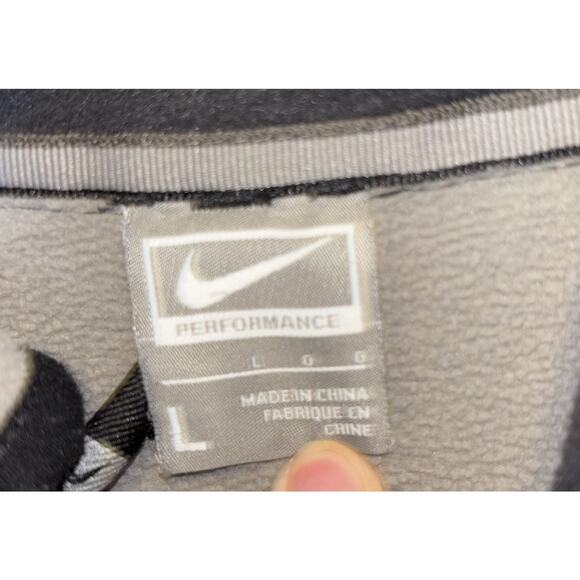 PERFORMANCE
L G G
L
MADE IN CHINA
FABRIQUE EN
CHINE